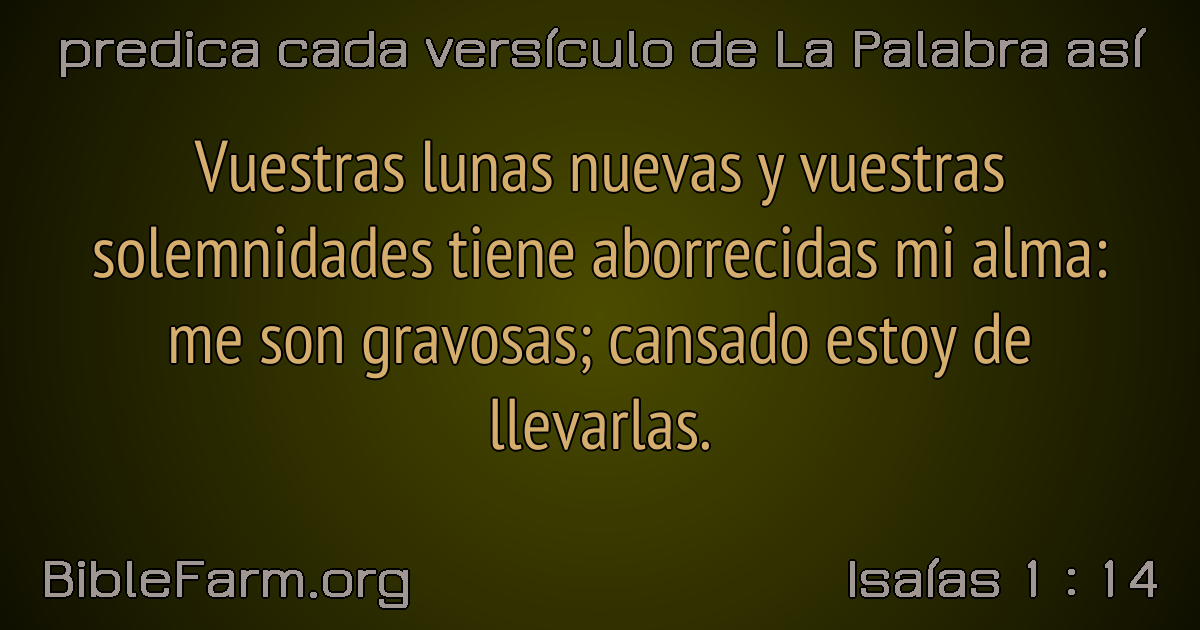 predica cada versículo de La Palabra así
Vuestras lunas nuevas y vuestras
solemnidades tiene aborrecidas mi alma:
me son gravosas; cansado estoy de
llevarlas.
BibleFarm.org
Isaías 1 : 14